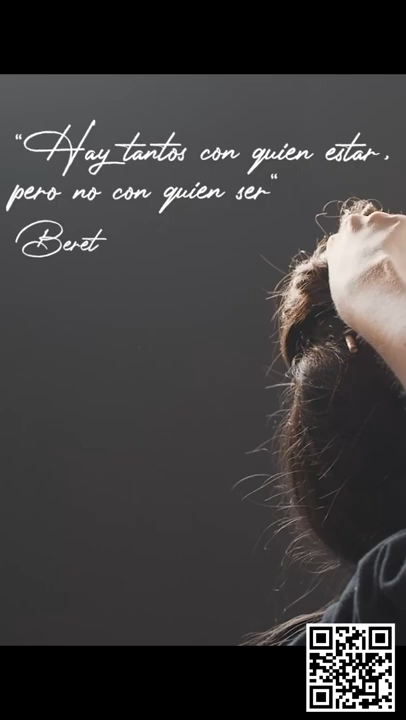 “Hay tantos con quien estar,
pero no con quien ser“
Beret